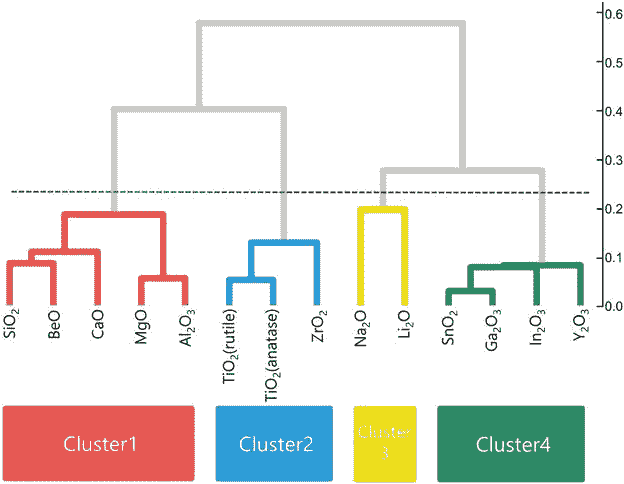 0.6
0.5
0.4
0.3
0.2
0.1
0.0
SiO₂
BeO
CaO
MgO
Al₂O₃
TiO₂(rutile)
TiO₂(anatase)
ZrO₂
Na₂O
Li₂O
SnO₂
Ga₂O₃
In₂O₃
Y₂O₃
Cluster1
Cluster2
Cluster
3
Cluster4